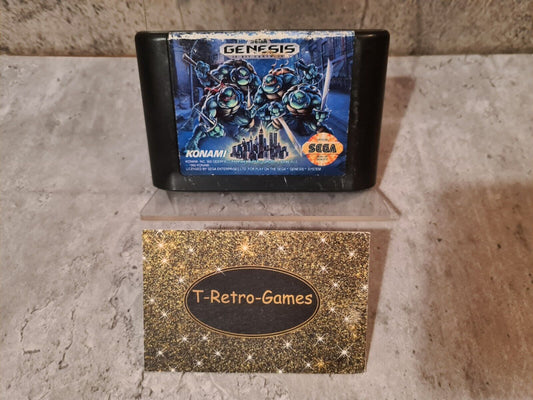 GENESIS
KONAMI
SEGA
LICENSED BY SEGA ENTERPRISES LTD. FOR PLAY ON THE SEGA GENESIS SYSTEM
T-Retro-Games